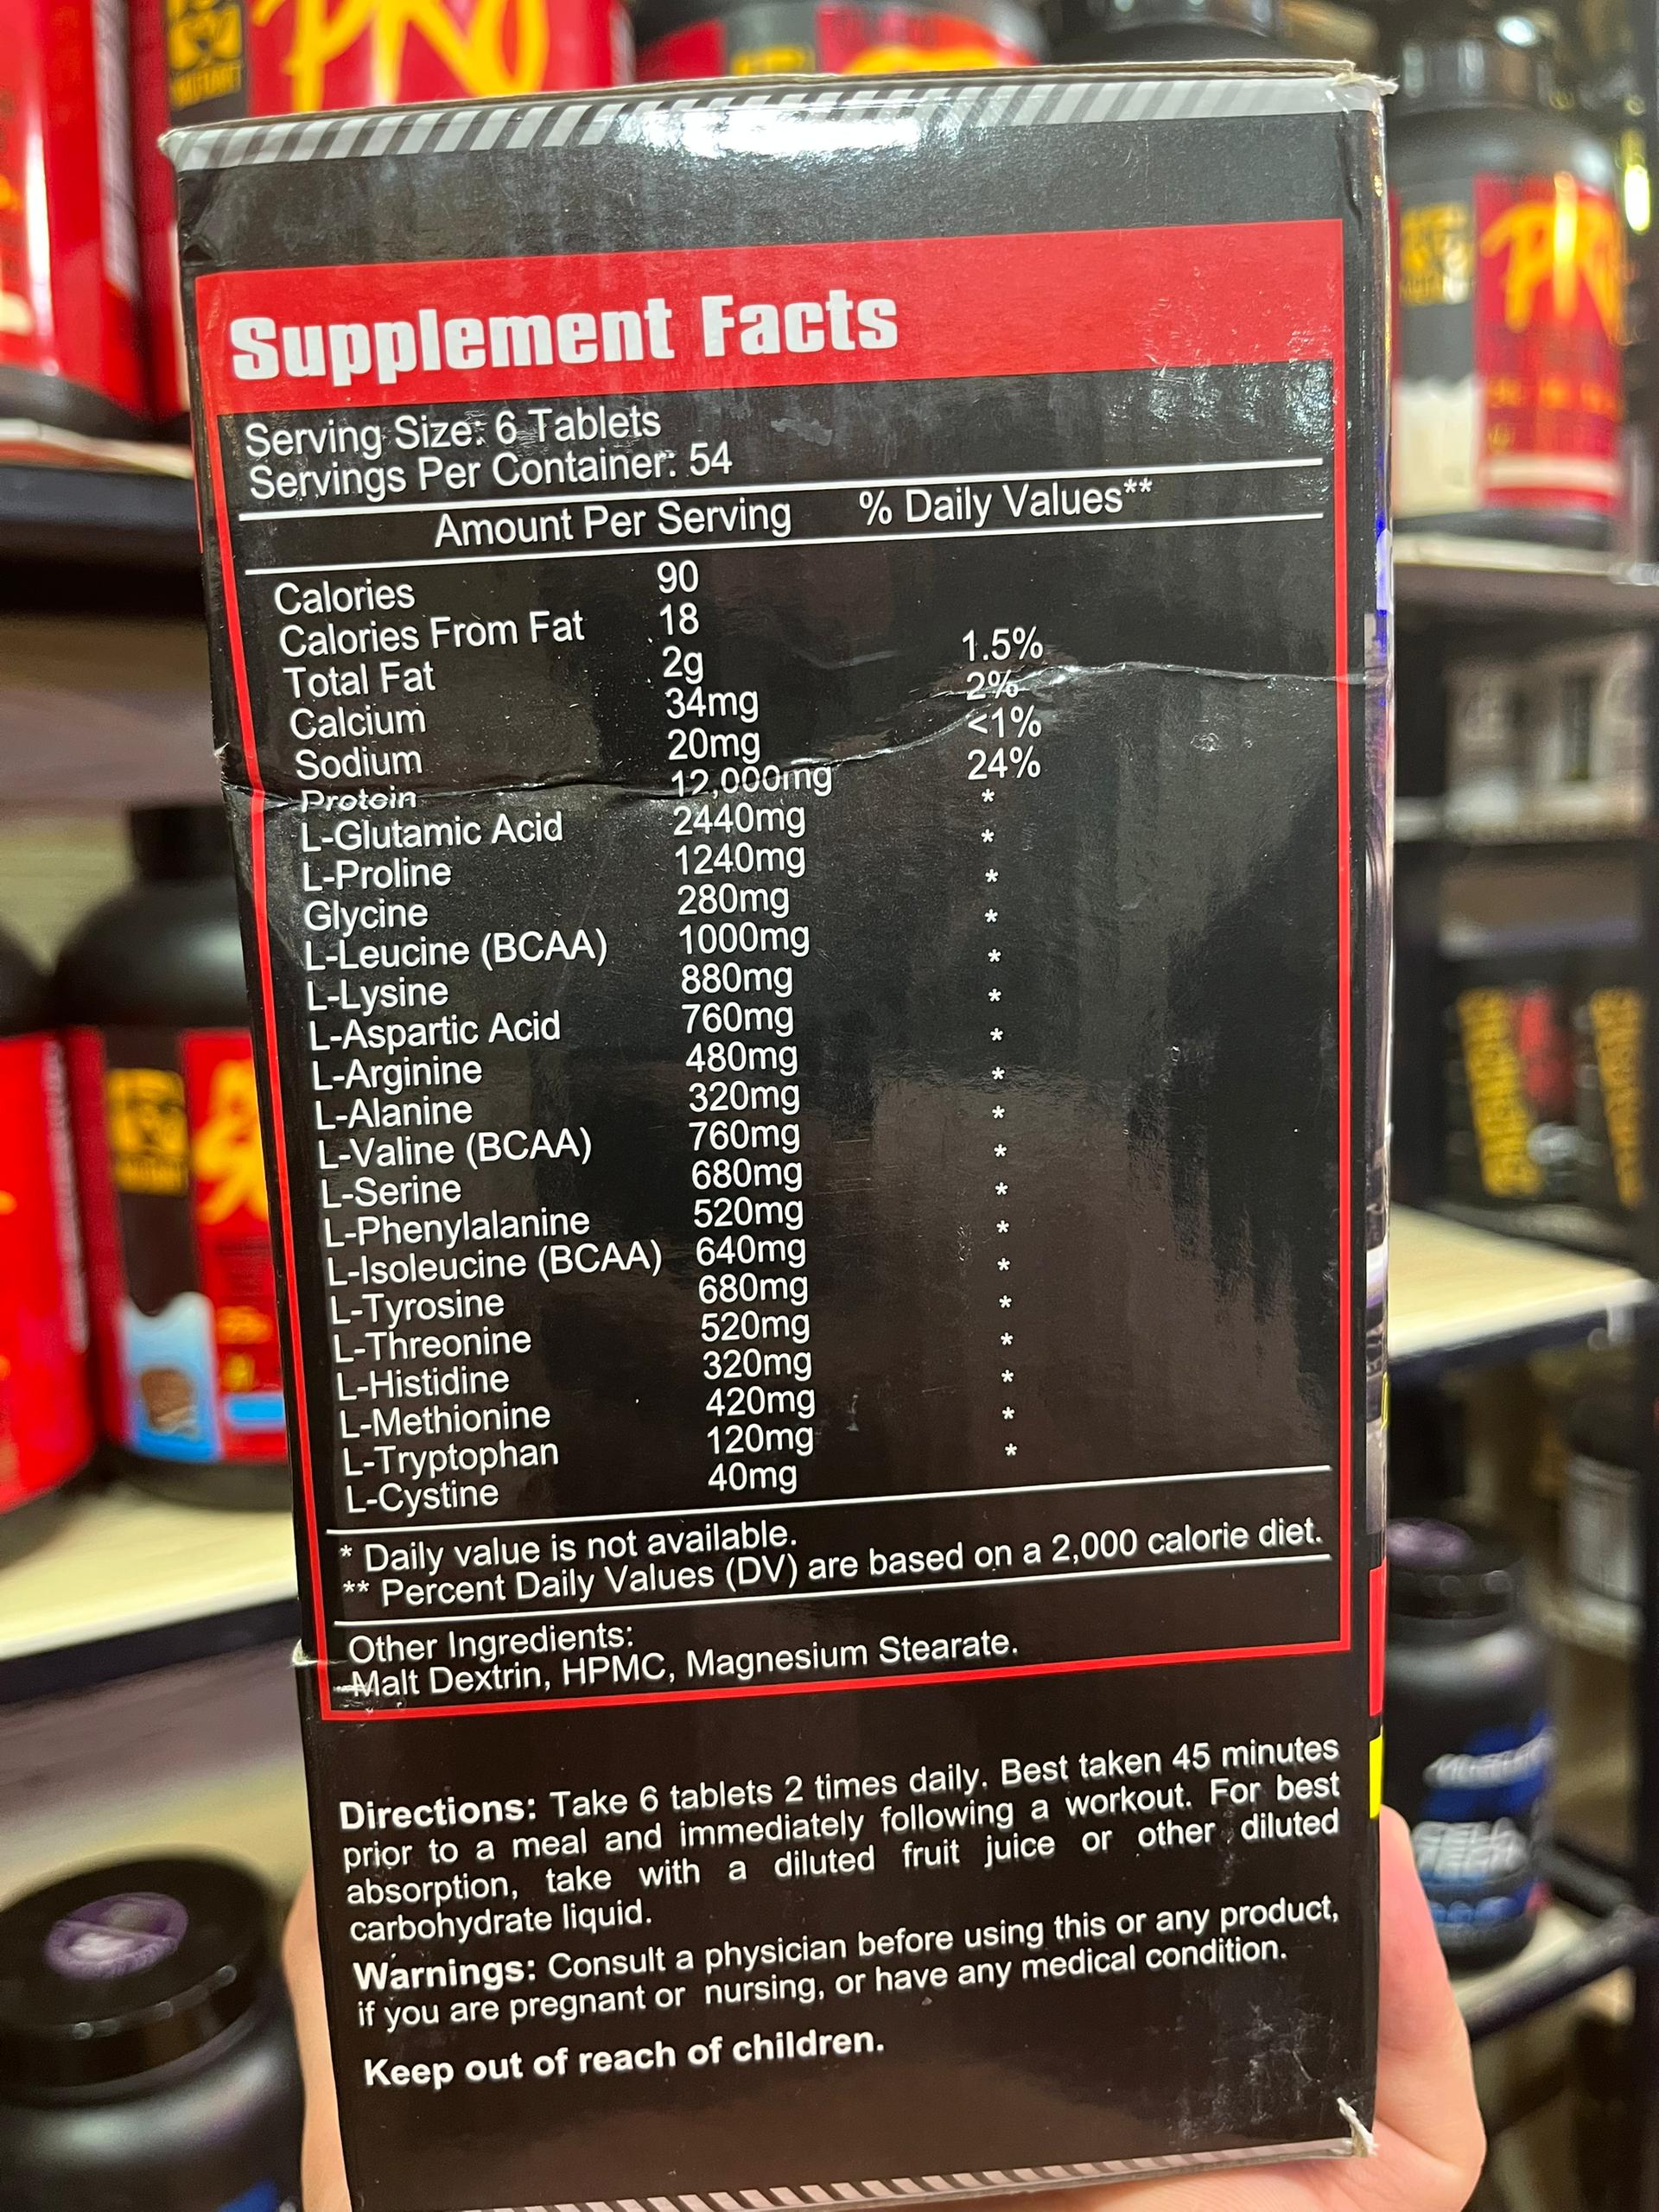 PRO
MUTANT
PRO
Supplement Facts
Serving Size: 6 Tablets
Servings Per Container: 54
Amount Per Serving % Daily Values**
Calories 90
Calories From Fat 18
Total Fat 2g 1.5%
Calcium 34mg 2%
Sodium 20mg <1%
Protein 12,000mg 24%
L-Glutamic Acid 2440mg *
L-Proline 1240mg *
Glycine 280mg *
L-Leucine (BCAA) 1000mg *
L-Lysine 880mg *
L-Aspartic Acid 760mg *
L-Arginine 480mg *
L-Alanine 320mg *
L-Valine (BCAA) 760mg *
L-Serine 680mg *
L-Phenylalanine 520mg *
L-Isoleucine (BCAA) 640mg *
L-Tyrosine 680mg *
L-Threonine 520mg *
L-Histidine 320mg *
L-Methionine 420mg *
L-Tryptophan 120mg *
L-Cystine 40mg *
* Daily value is not available.
** Percent Daily Values (DV) are based on a 2,000 calorie diet.
Other Ingredients:
Malt Dextrin, HPMC, Magnesium Stearate.
Directions: Take 6 tablets 2 times daily. Best taken 45 minutes
prior to a meal and immediately following a workout. For best
absorption, take with a diluted fruit juice or other diluted
carbohydrate liquid.
Warnings: Consult a physician before using this or any product,
if you are pregnant or nursing, or have any medical condition.
Keep out of reach of children.
CELL
TECH